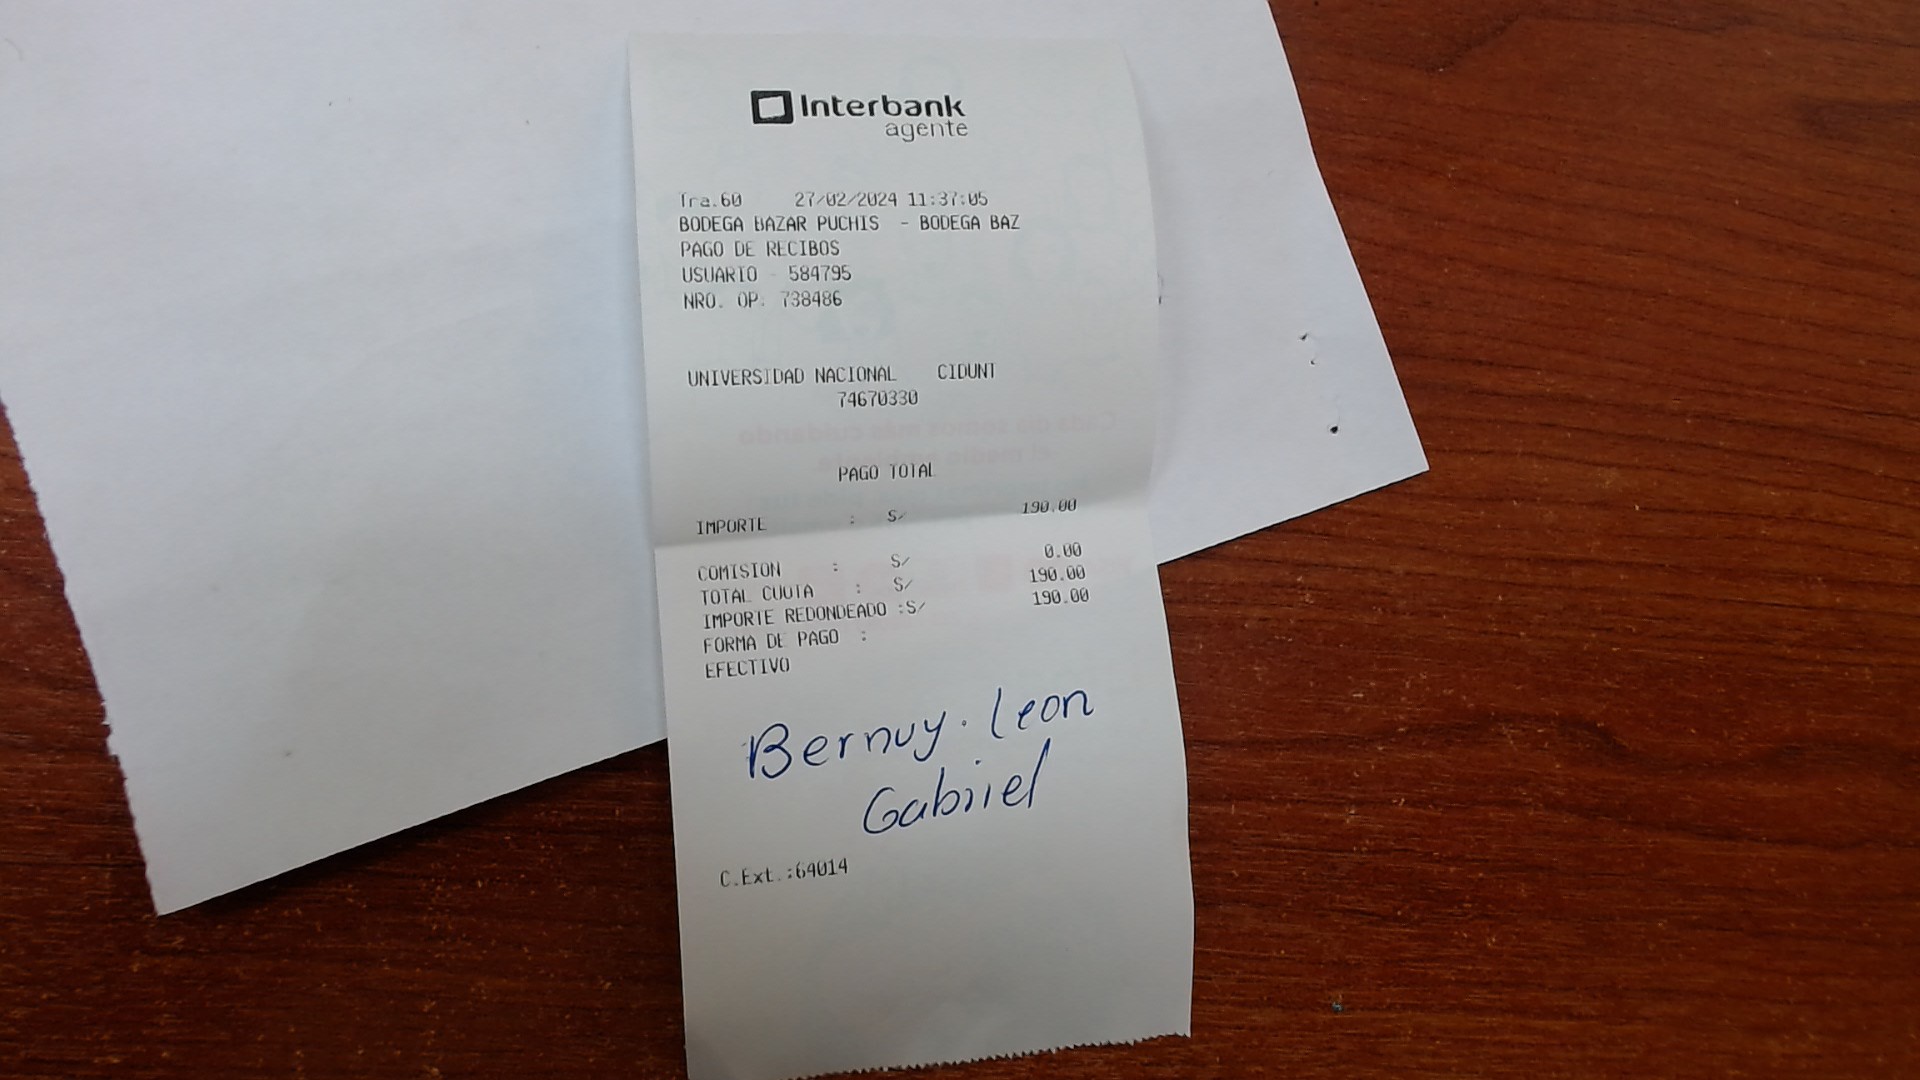 Interbank
agente
Tra.60 27/02/2024 11:37:05
BODEGA BAZAR PUCHIS - BODEGA BAZ
PAGO DE RECIBOS
USUARIO - 584795
NRO. OP. 738486
UNIVERSIDAD NACIONAL CIDUNT
74670330
PAGO TOTAL
IMPORTE : S/ 190.00
COMISION : S/ 0.00
TOTAL CUOTA : S/ 190.00
IMPORTE REDONDEADO :S/ 190.00
FORMA DE PAGO :
EFECTIVO
Bernuy. Leon
Gabriel
C.Ext.:64014